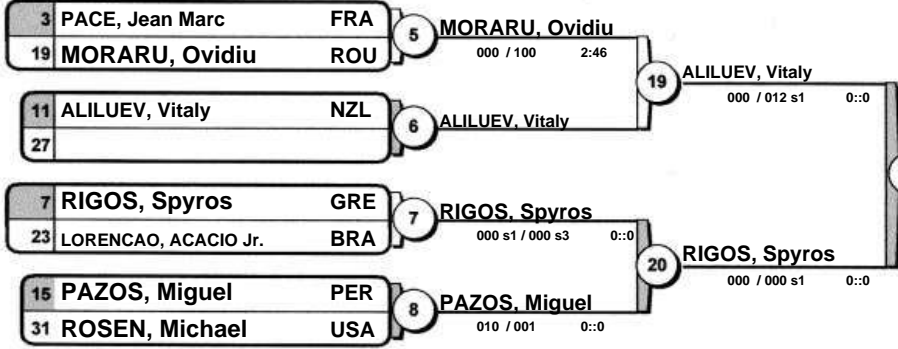 3 PACE, Jean Marc FRA
19 MORARU, Ovidiu ROU
5
MORARU, Ovidiu
000 / 100 2:46
11 ALILUEV, Vitaly NZL
27
6
ALILUEV, Vitaly
19
ALILUEV, Vitaly
000 / 012 s1 0::0
7 RIGOS, Spyros GRE
23 LORENCAO, ACACIO Jr. BRA
7
RIGOS, Spyros
000 s1 / 000 s3 0::0
15 PAZOS, Miguel PER
31 ROSEN, Michael USA
8
PAZOS, Miguel
010 / 001 0::0
20
RIGOS, Spyros
000 / 000 s1 0::0